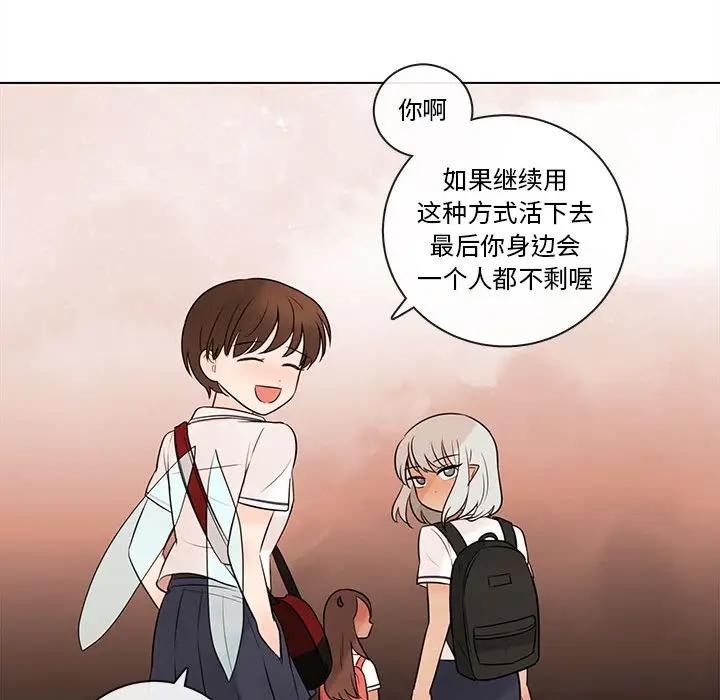 你啊
如果继续用
这种方式活下去
最后你身边会
一个人都不剩喔